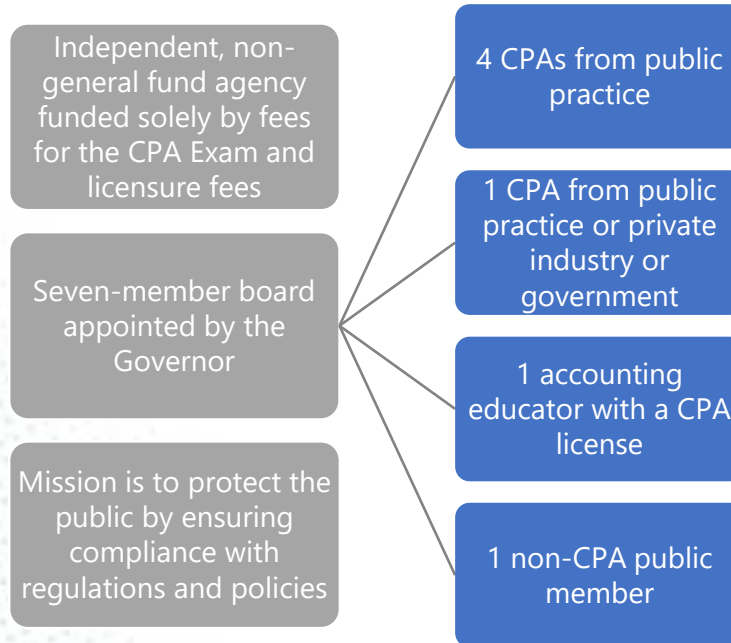 Independent, non-
general fund agency
funded solely by fees
for the CPA Exam and
licensure fees
Seven-member board
appointed by the
Governor
Mission is to protect the
public by ensuring
compliance with
regulations and policies
4 CPAs from public
practice
1 CPA from public
practice or private
industry or
government
1 accounting
educator with a CPA
license
1 non-CPA public
member